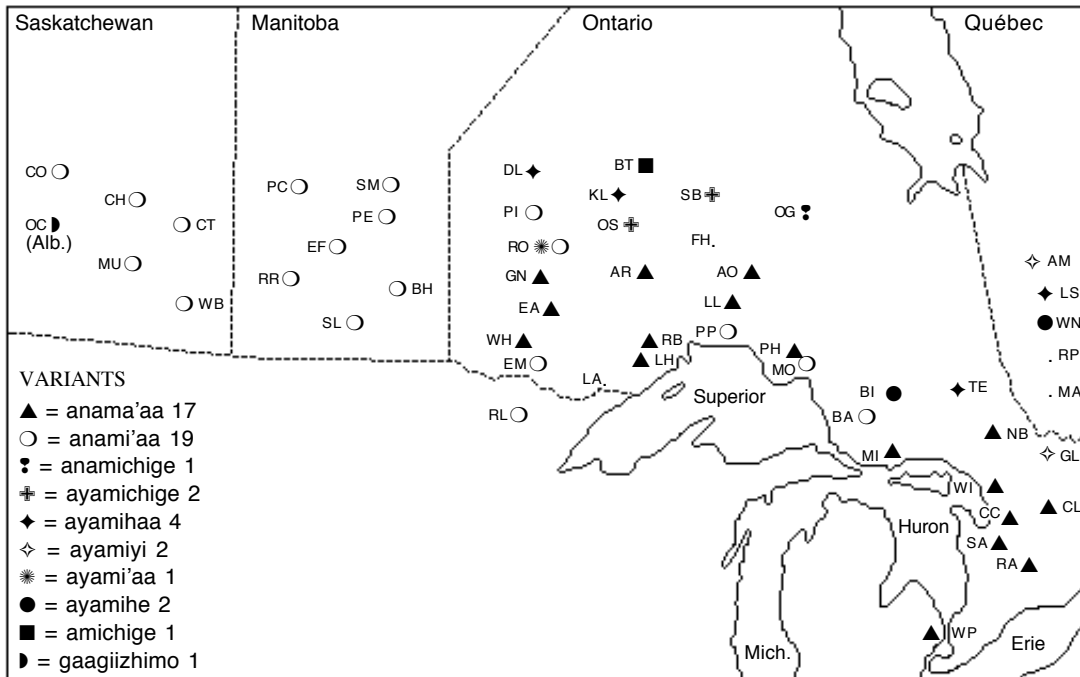 Saskatchewan Manitoba Ontario Québec
CO
CH
OC
(Alb.)
CT
MU
WB
PC
SM
PE
EF
RR
BH
SL
DL
BT
KL
SB
PI
OS
OG
RO
FH
GN
AR
AO
EA
LL
WH
RB
PP
EM
LH
PH
MO
LA
RL
BI
BA
TE
MI
NB
AM
LS
WN
RP
MA
GL
WI
CC
CL
SA
RA
WP
Superior
Huron
Mich.
Erie
VARIANTS
▲ = anama'aa 17
❍ = anami'aa 19
❢ = anamichige 1
✙ = ayamichige 2
✦ = ayamihaa 4
✧ = ayamiyi 2
✺ = ayami'aa 1
● = ayamihe 2
■ = amichige 1
◗ = gaagiizhimo 1